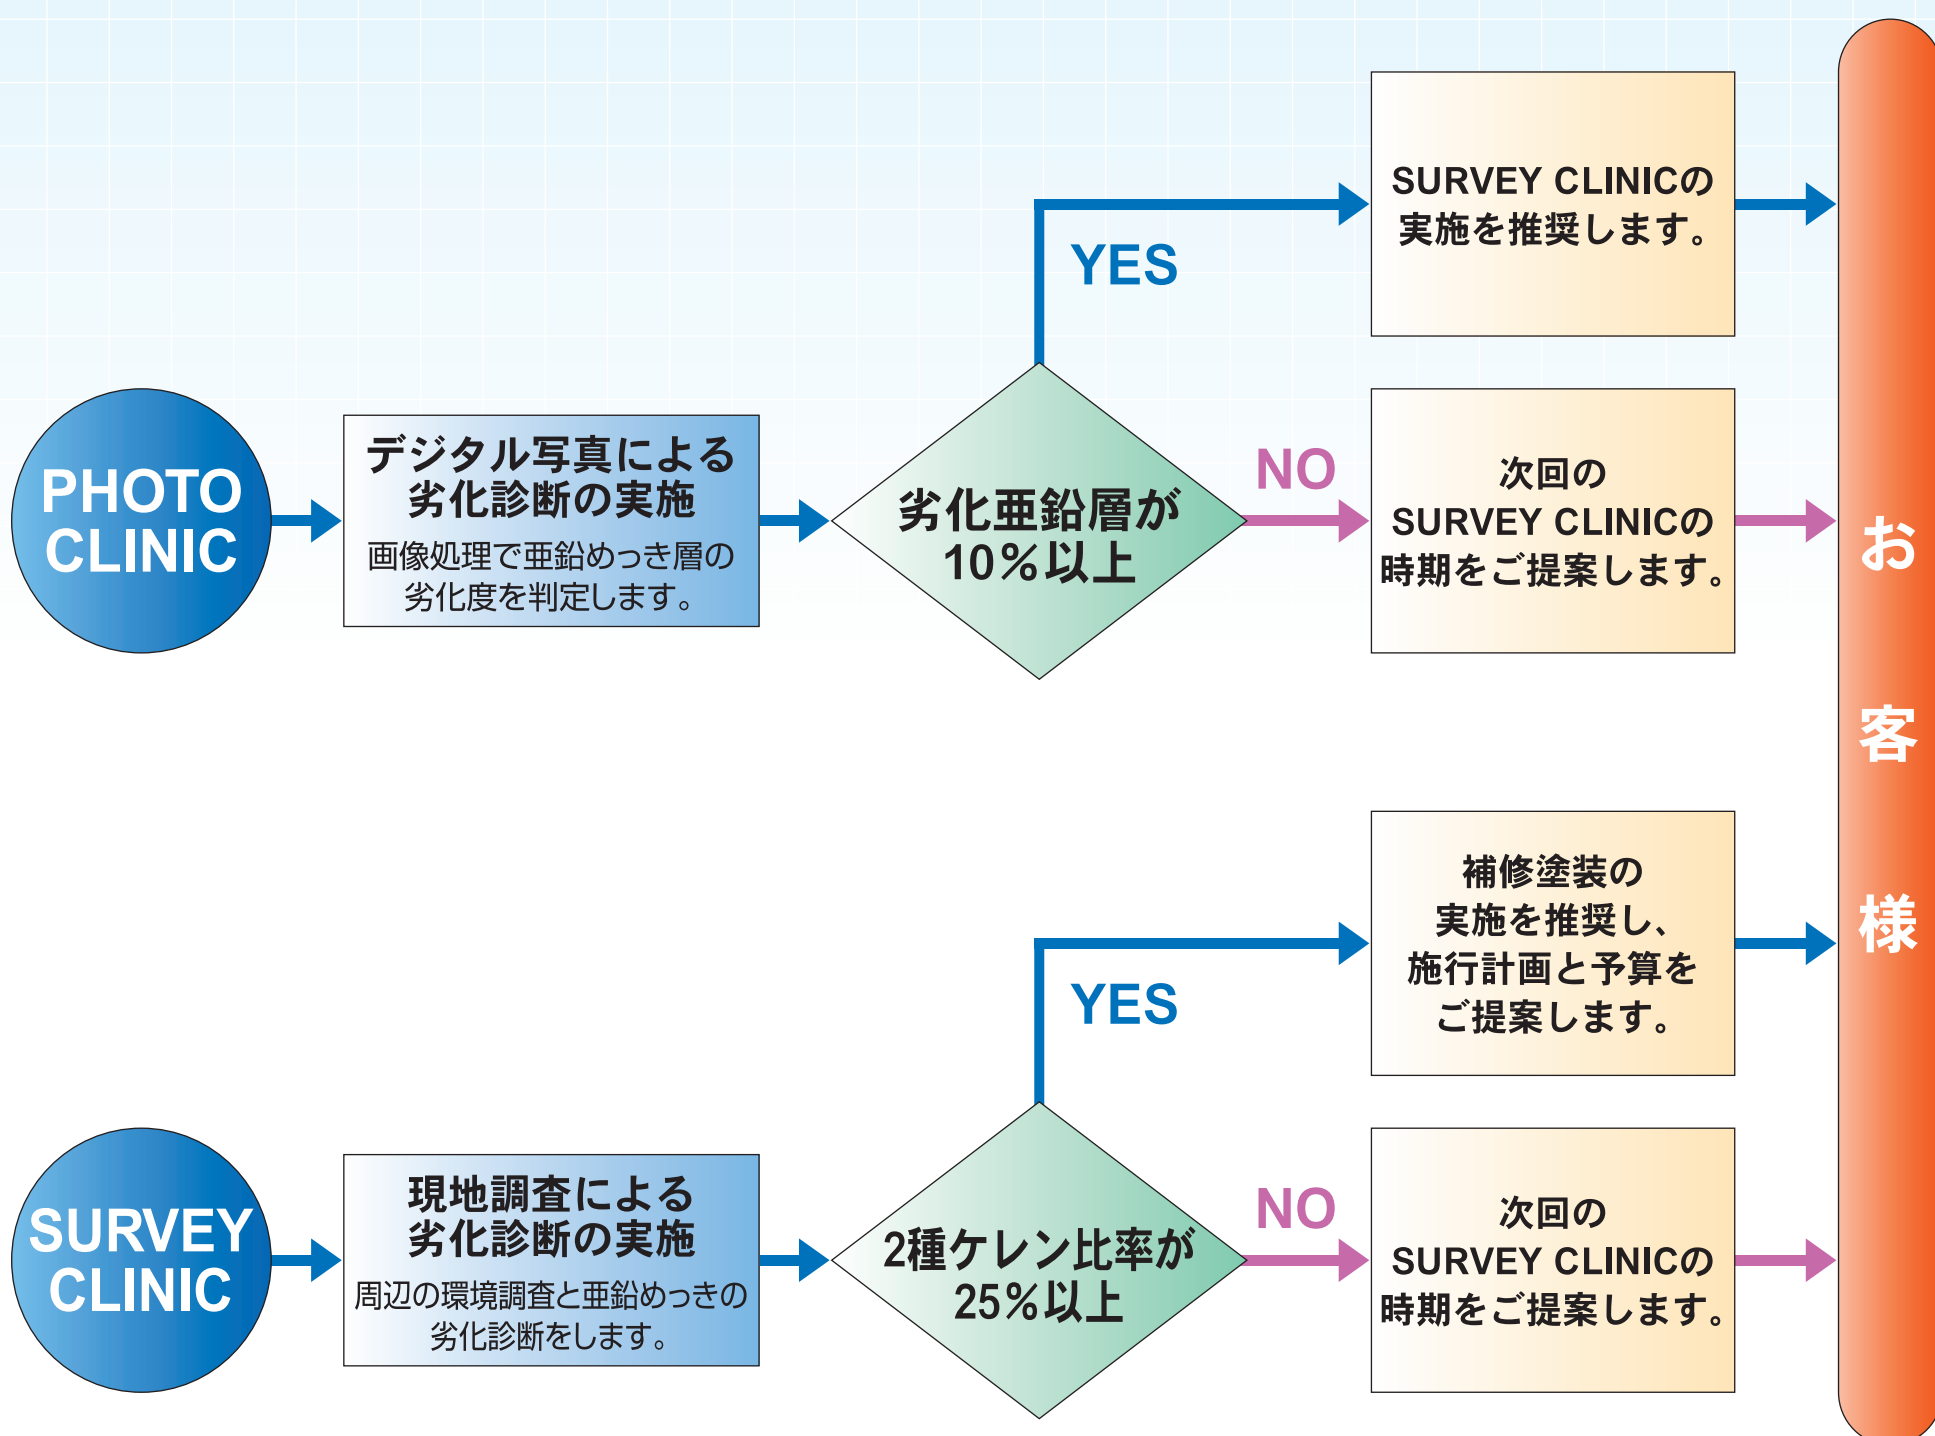 PHOTO
CLINIC
デジタル写真による
劣化診断の実施
画像処理で亜鉛めっき層の
劣化度を判定します。
劣化亜鉛層が
10%以上
YES
SURVEY CLINICの
実施を推奨します。
NO
次回の
SURVEY CLINICの
時期をご提案します。
SURVEY
CLINIC
現地調査による
劣化診断の実施
周辺の環境調査と亜鉛めっきの
劣化診断をします。
2種ケレン比率が
25%以上
YES
補修塗装の
実施を推奨し、
施行計画と予算を
ご提案します。
NO
次回の
SURVEY CLINICの
時期をご提案します。
お客様